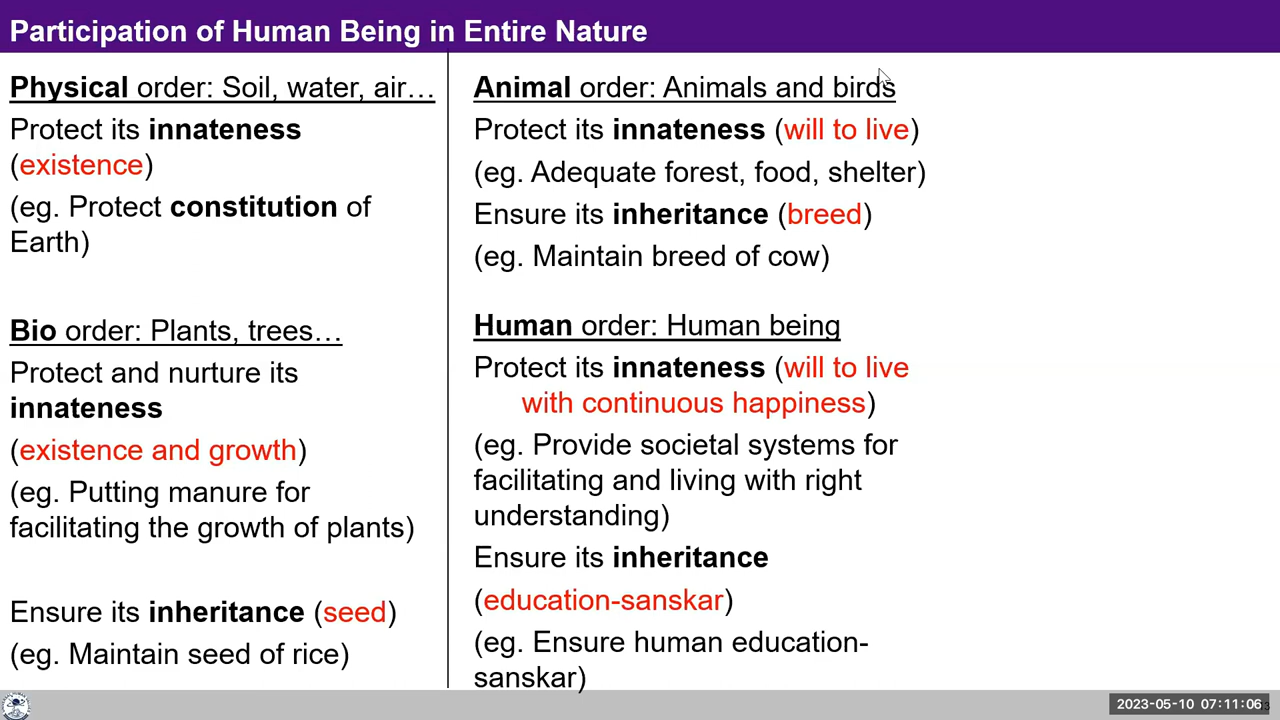 Participation of Human Being in Entire Nature
Physical order: Soil, water, air…
Protect its innateness
(existence)
(eg. Protect constitution of
Earth)
Bio order: Plants, trees…
Protect and nurture its
innateness
(existence and growth)
(eg. Putting manure for
facilitating the growth of plants)
Ensure its inheritance (seed)
(eg. Maintain seed of rice)
Animal order: Animals and birds
Protect its innateness (will to live)
(eg. Adequate forest, food, shelter)
Ensure its inheritance (breed)
(eg. Maintain breed of cow)
Human order: Human being
Protect its innateness (will to live
with continuous happiness)
(eg. Provide societal systems for
facilitating and living with right
understanding)
Ensure its inheritance
(education-sanskar)
(eg. Ensure human education-
sanskar)
2023-05-10 07:11:06